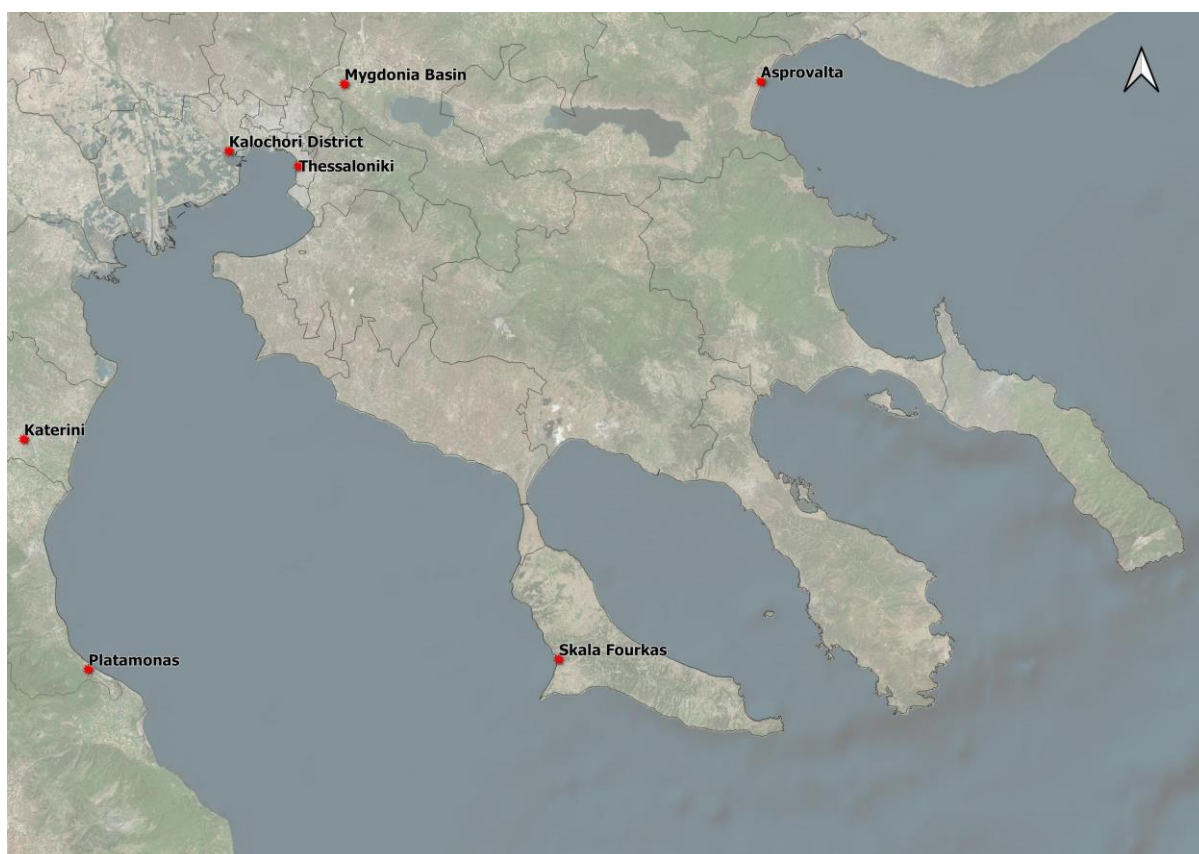 Mygdonia Basin
Asprovalta
Kalochori District
Thessaloniki
Katerini
Platamonas
Skala Fourkas